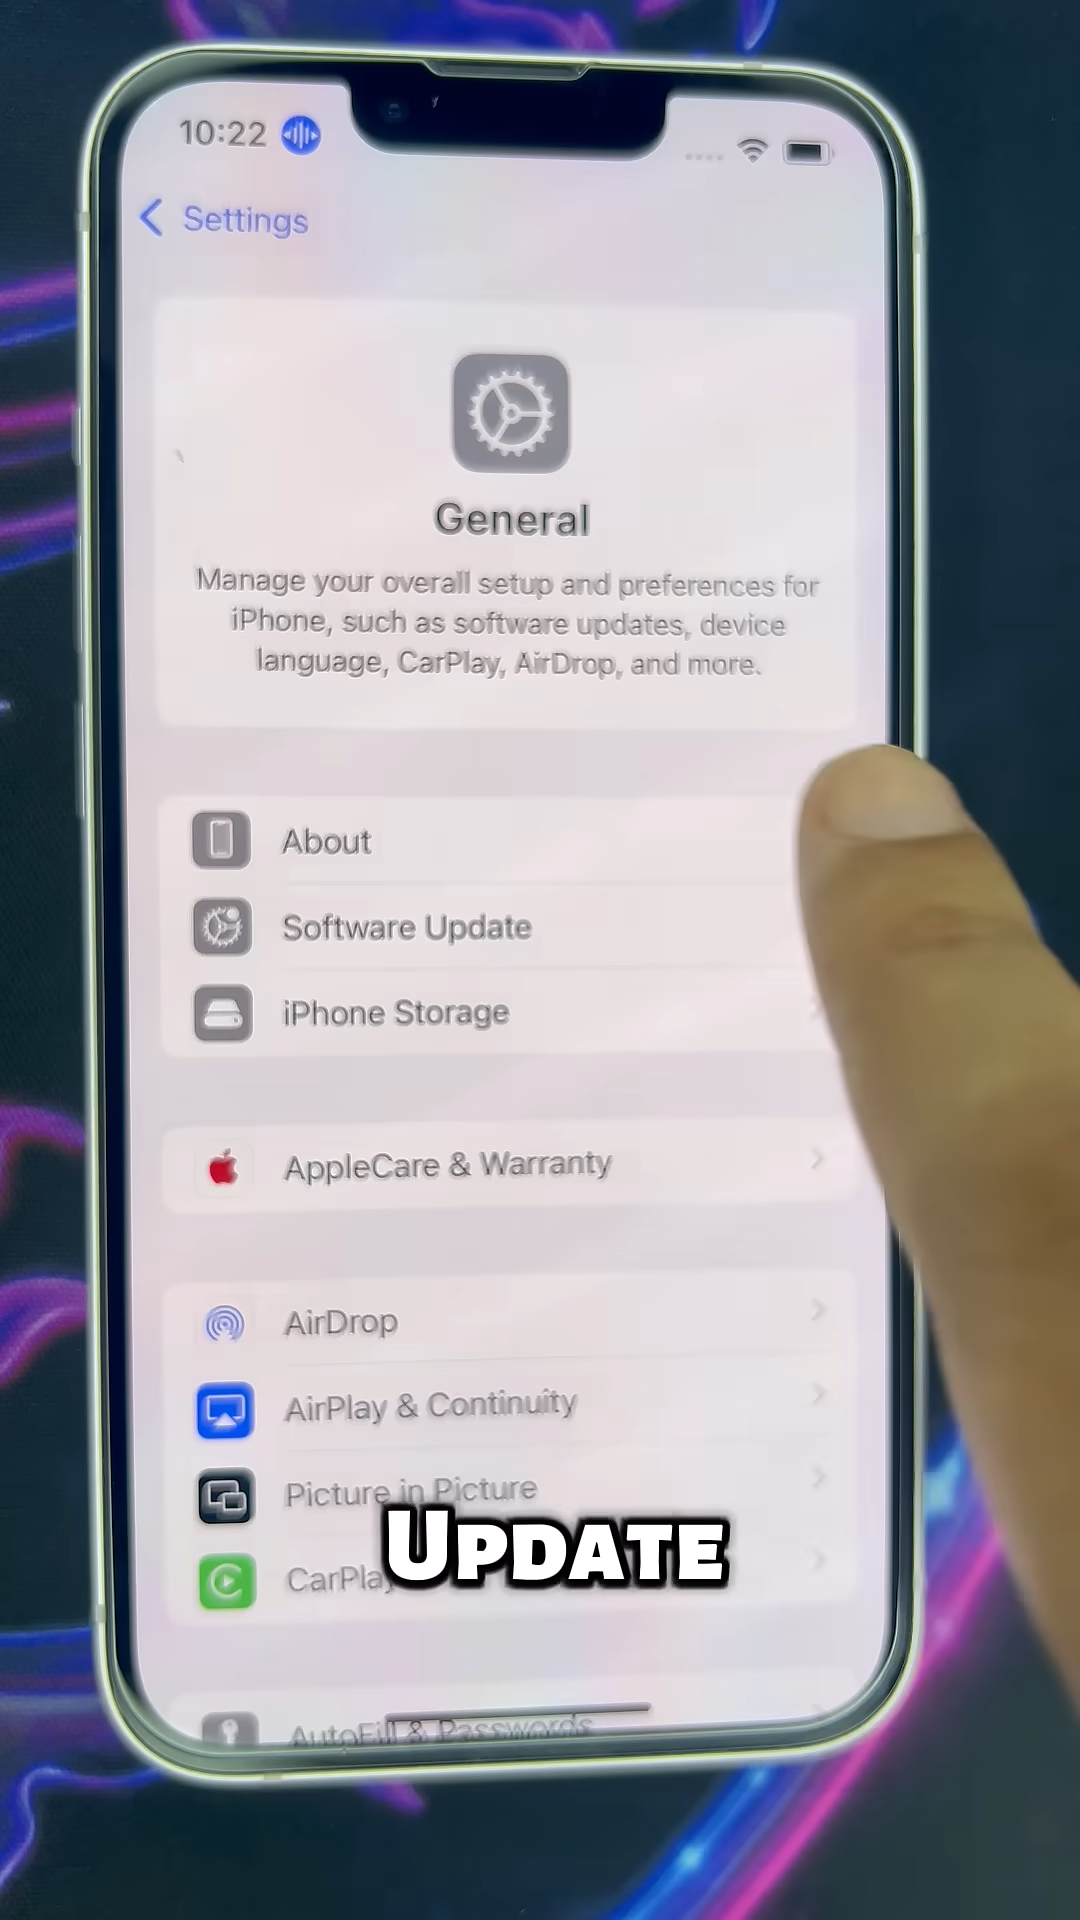 10:22
Settings
General
Manage your overall setup and preferences for
iPhone, such as software updates, device
language, CarPlay, AirDrop, and more.
About
Software Update
iPhone Storage
AppleCare & Warranty
AirDrop
AirPlay & Continuity
Picture in Picture
UPDATE
CarPlay
AutoFill & Passwords